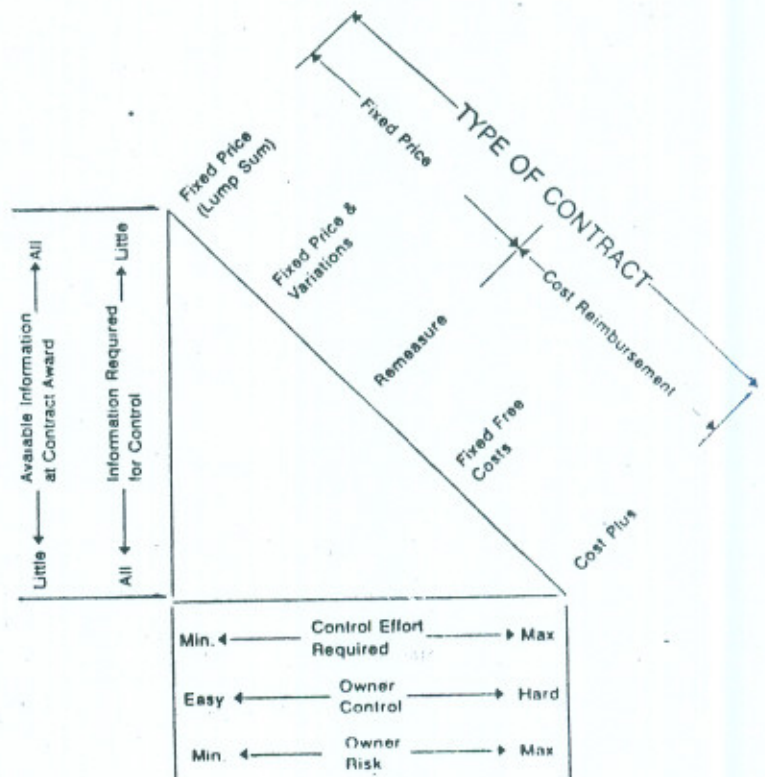 TYPE OF CONTRACT
Fixed Price
Cost Reimbursement
Fixed Price
(Lump Sum)
Fixed Price &
Variations
Remeasure
Fixed Free
Costs
Cost Plus
Little
Avaiable Information
at Contract Award
All
All
Information Required
for Control
Little
Min.
Control Effort
Required
Max
Easy
Owner
Control
Hard
Min.
Owner
Risk
Max